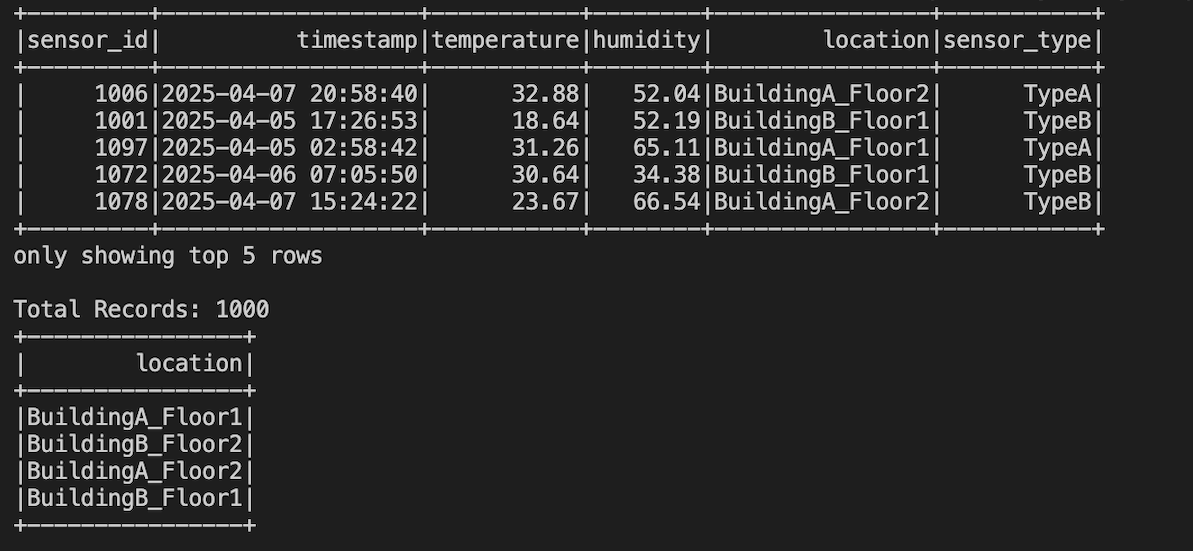 +---------+-------------------+-----------+--------+----------------+-----------+
|sensor_id|          timestamp|temperature|humidity|        location|sensor_type|
+---------+-------------------+-----------+--------+----------------+-----------+
|     1006|2025-04-07 20:58:40|      32.88|   52.04|BuildingA_Floor2|      TypeA|
|     1001|2025-04-05 17:26:53|      18.64|   52.19|BuildingB_Floor1|      TypeB|
|     1097|2025-04-05 02:58:42|      31.26|   65.11|BuildingA_Floor1|      TypeA|
|     1072|2025-04-06 07:05:50|      30.64|   34.38|BuildingB_Floor1|      TypeB|
|     1078|2025-04-07 15:24:22|      23.67|   66.54|BuildingA_Floor2|      TypeB|
+---------+-------------------+-----------+--------+----------------+-----------+
only showing top 5 rows

Total Records: 1000
+----------------+
|        location|
+----------------+
|BuildingA_Floor1|
|BuildingB_Floor2|
|BuildingA_Floor2|
|BuildingB_Floor1|
+----------------+